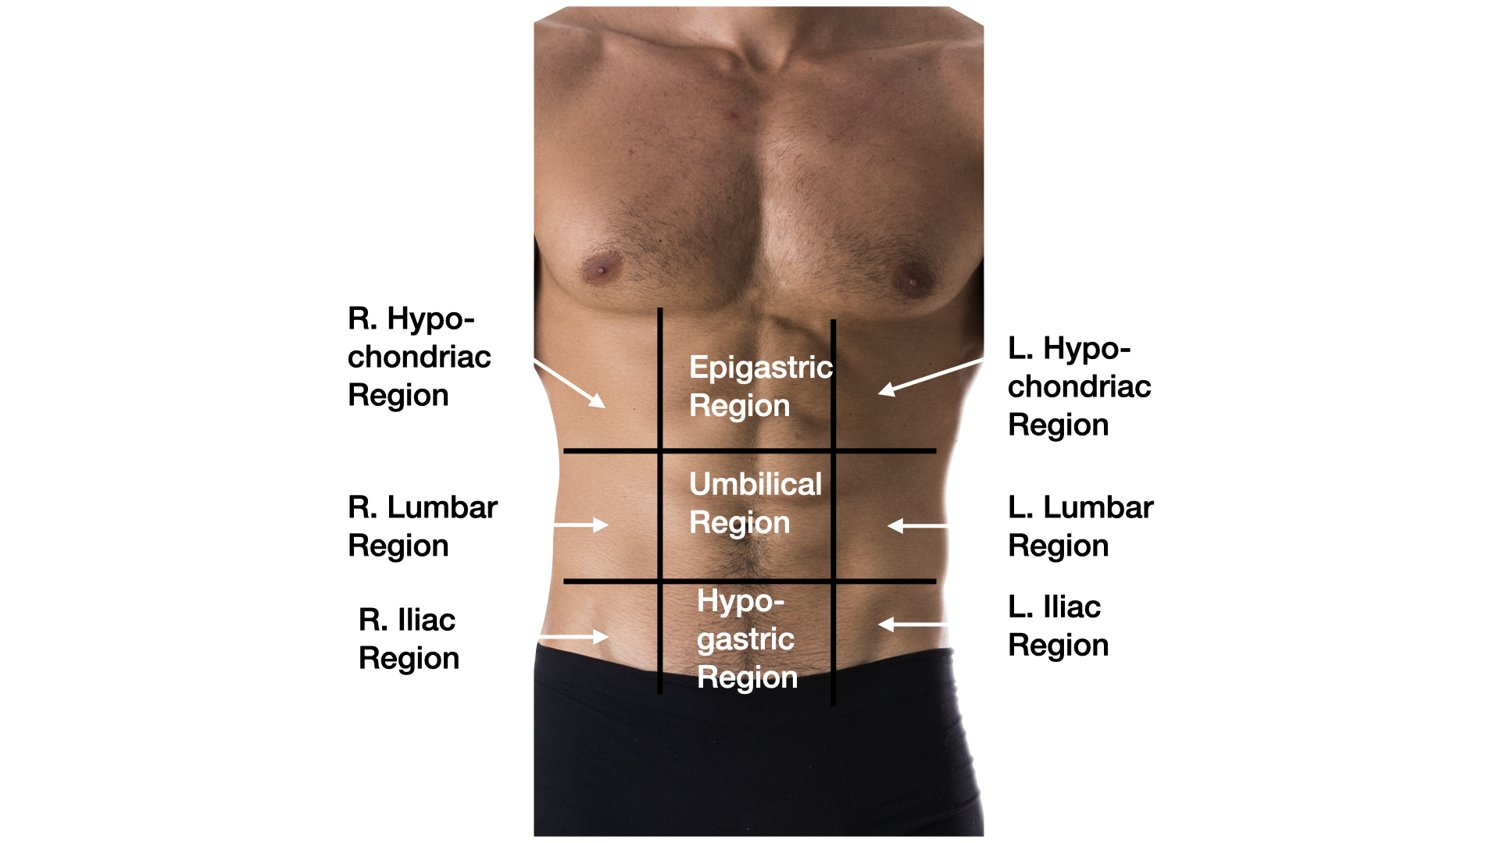 R. Hypo-
chondriac
Region
Epigastric
Region
L. Hypo-
chondriac
Region
R. Lumbar
Region
Umbilical
Region
L. Lumbar
Region
R. Iliac
Region
Hypo-
gastric
Region
L. Iliac
Region